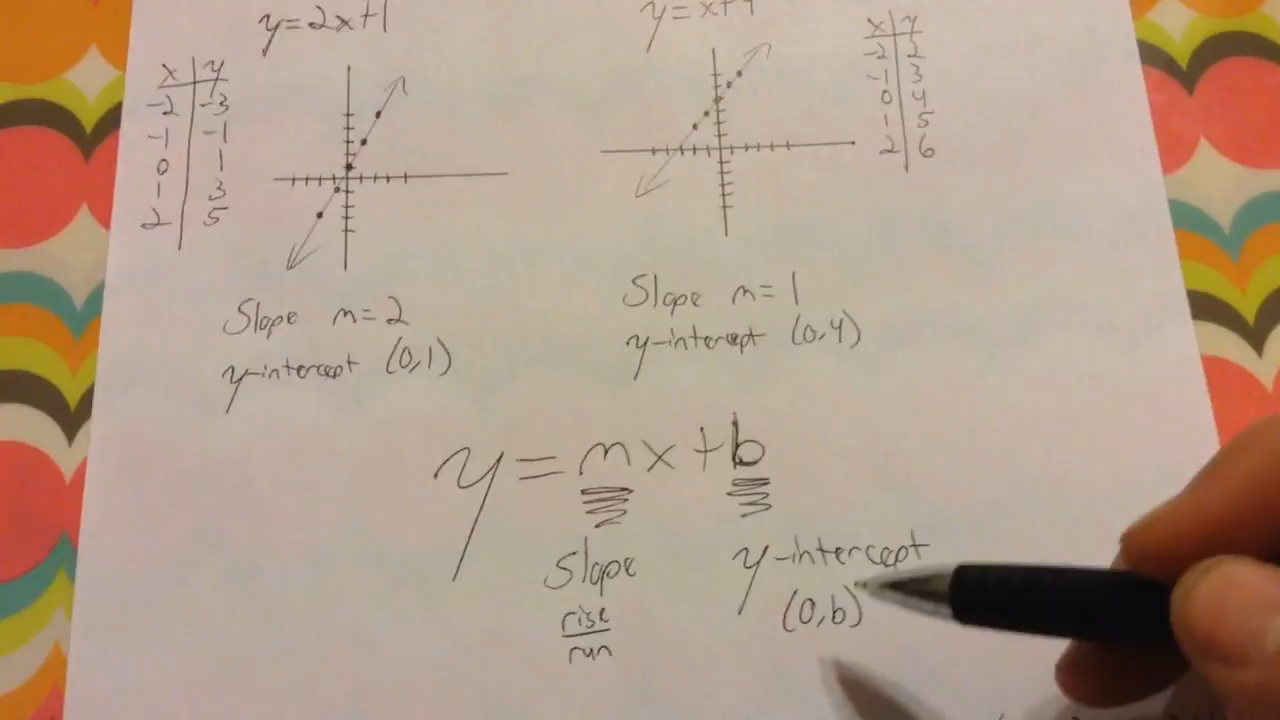 y=2x+1
x y
-2 -3
-1 -1
0 1
1 3
2 5
Slope m=2
y-intercept (0,1)
y=x+4
x y
-2 2
-1 3
0 4
1 5
2 6
Slope m=1
y-intercept (0,4)
y=mx+b
Slope
rise
run
y-intercept
(0,b)